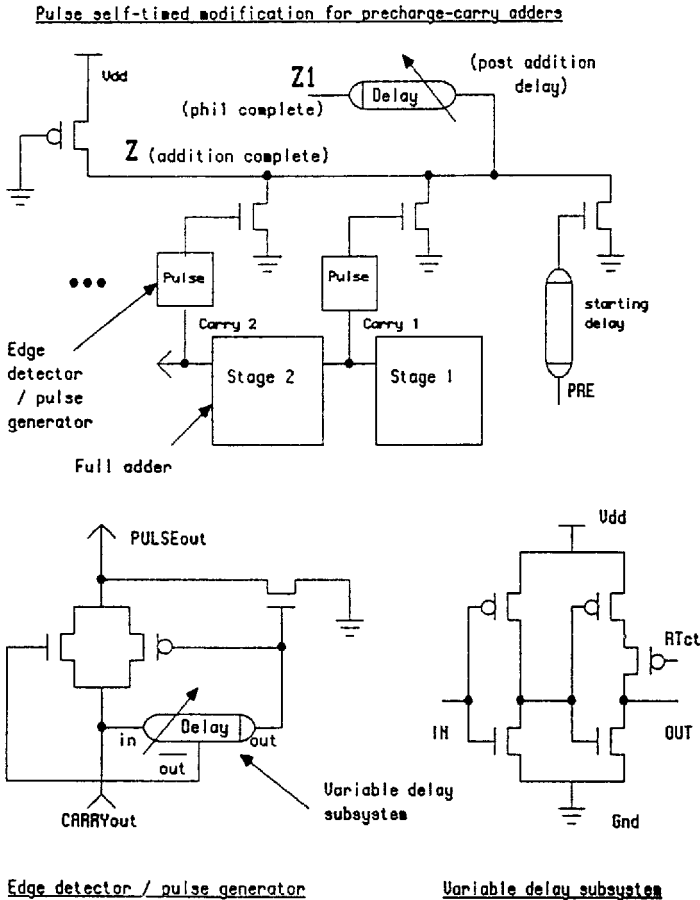 Pulse self-timed modification for precharge-carry adders
Vdd
Z1
(phi1 complete)
Delay
(post addition
delay)
Z (addition complete)
Pulse
Pulse
starting
delay
Carry 2
Carry 1
Edge
detector
/ pulse
generator
Stage 2
Stage 1
PRE
Full adder
PULSEout
Vdd
RTct
Delay
in
out
out
IN
OUT
Variable delay
subsystem
CARRYout
Gnd
Edge detector / pulse generator
Variable delay subsystem